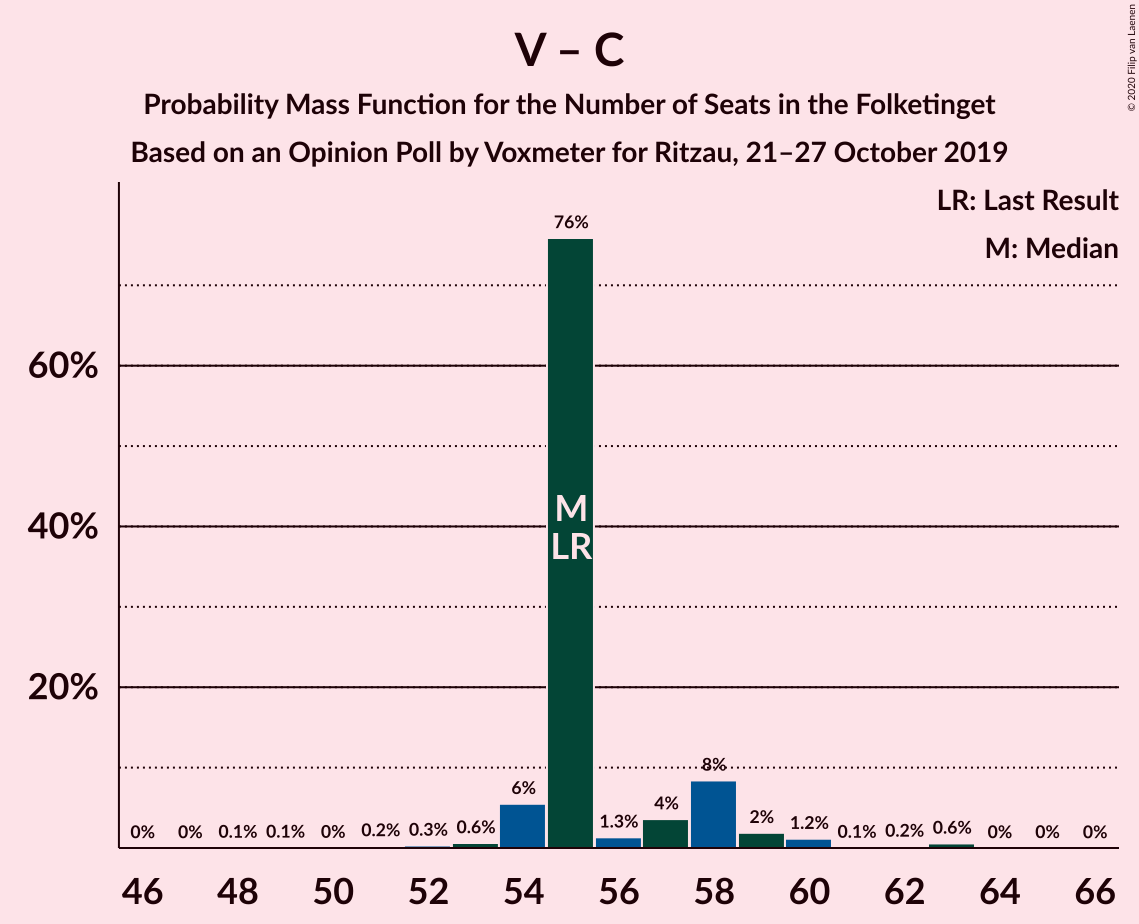 V – C
Probability Mass Function for the Number of Seats in the Folketinget
Based on an Opinion Poll by Voxmeter for Ritzau, 21–27 October 2019
© 2020 Filip van Laenen
LR: Last Result
M: Median
76%
60%
40%
20%
M
LR
0% 0% 0.1% 0.1% 0% 0.2% 0.3% 0.6% 6% 1.3% 4% 8% 2% 1.2% 0.1% 0.2% 0.6% 0% 0% 0%
46 48 50 52 54 56 58 60 62 64 66